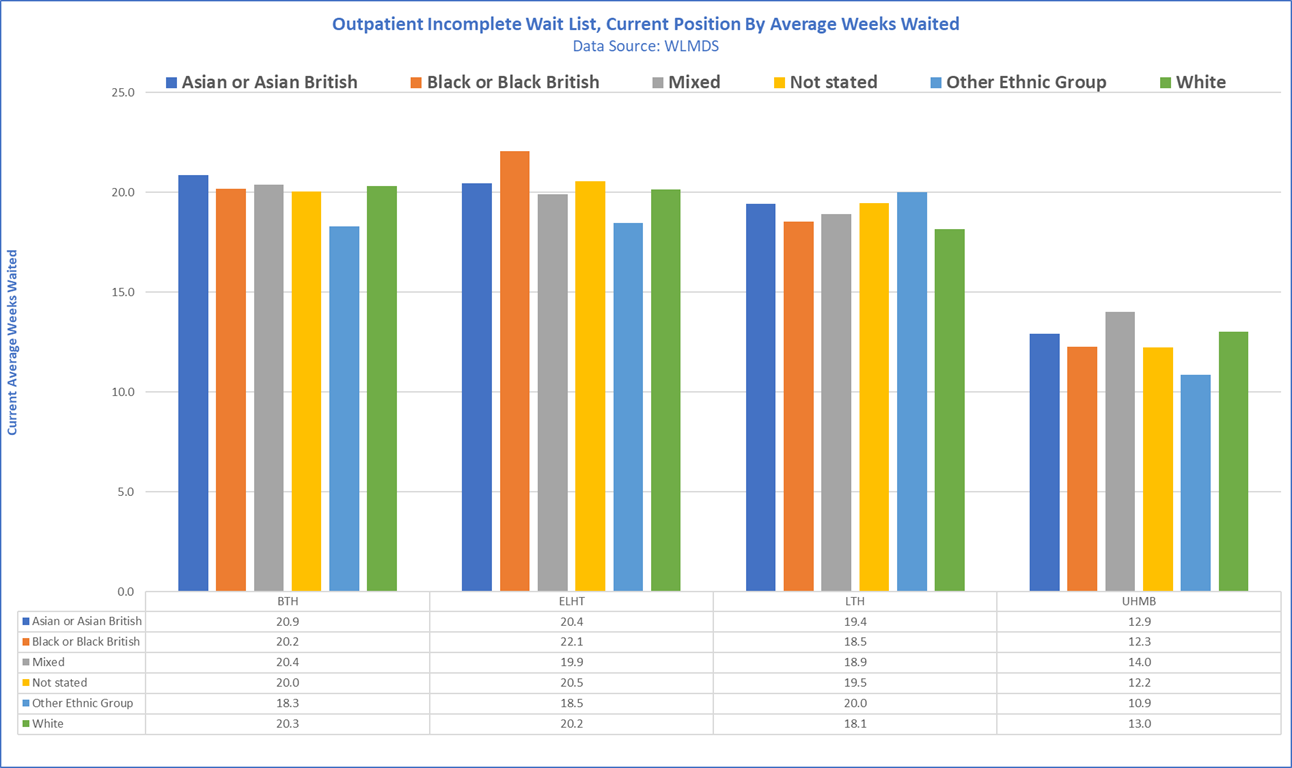 Outpatient Incomplete Wait List, Current Position By Average Weeks Waited
Data Source: WLMDS
Asian or Asian British Black or Black British Mixed Not stated Other Ethnic Group White
Current Average Weeks Waited
25.0
20.0
15.0
10.0
5.0
0.0
BTH ELHT LTH UHMB
Asian or Asian British 20.9 20.4 19.4 12.9
Black or Black British 20.2 22.1 18.5 12.3
Mixed 20.4 19.9 18.9 14.0
Not stated 20.0 20.5 19.5 12.2
Other Ethnic Group 18.3 18.5 20.0 10.9
White 20.3 20.2 18.1 13.0